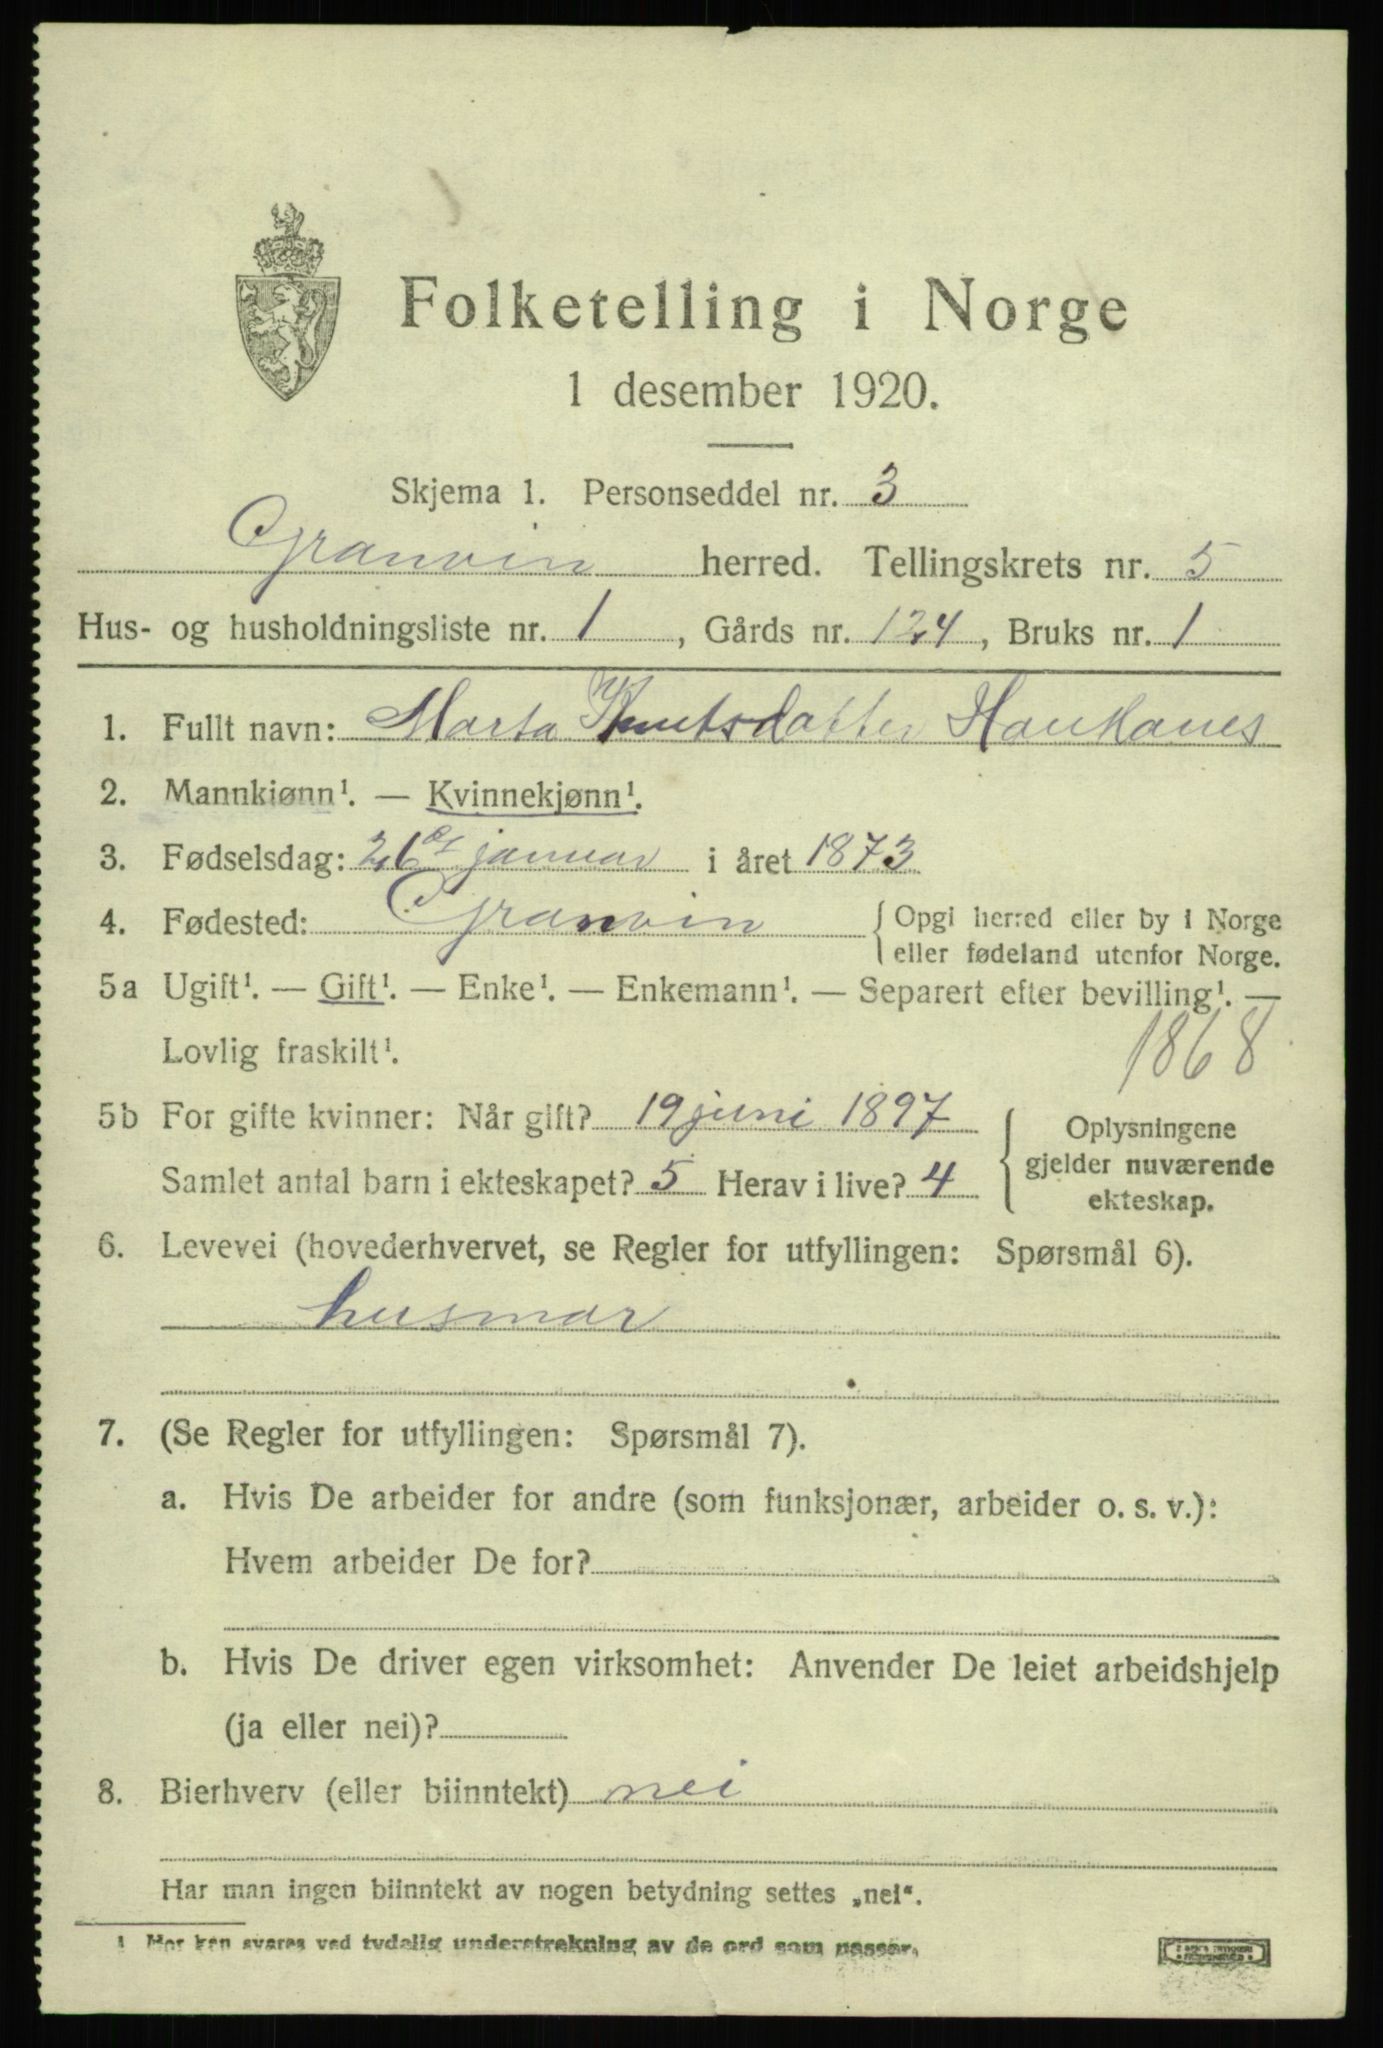 Folketelling i Norge
1 desember 1920.
Skjema 1. Personseddel nr. 3
Granvin herred. Tellingskrets nr. 5
Hus- og husholdningsliste nr. 1, Gårds nr. 124, Bruks nr. 1
1. Fullt navn: Marta Knutsdatter Haukanes
2. Mannkjønn¹. — Kvinnekjønn¹.
3. Fødselsdag: 26 januar i året 1873
4. Fødested: Granvin { Opgi herred eller by i Norge
eller fødeland utenfor Norge.
5a Ugift¹. — Gift¹. — Enke¹. — Enkemann¹. — Separert efter bevilling¹. —
Lovlig fraskilt¹.
1868
5b For gifte kvinner: Når gift? 19 juni 1897
Samlet antal barn i ekteskapet? 5 Herav i live? 4
{ Oplysningene
gjelder nuværende
ekteskap.
6. Levevei (hovederhvervet, se Regler for utfyllingen: Spørsmål 6).
husmor
7. (Se Regler for utfyllingen: Spørsmål 7).
a. Hvis De arbeider for andre (som funksjonær, arbeider o. s. v.):
Hvem arbeider De for?
b. Hvis De driver egen virksomhet: Anvender De leiet arbeidshjelp
(ja eller nei)?
8. Bierhverv (eller biinntekt) nei
Har man ingen biinntekt av nogen betydning settes „nei“.
¹ Her kan svares ved tydelig understrekning av de ord som passer.